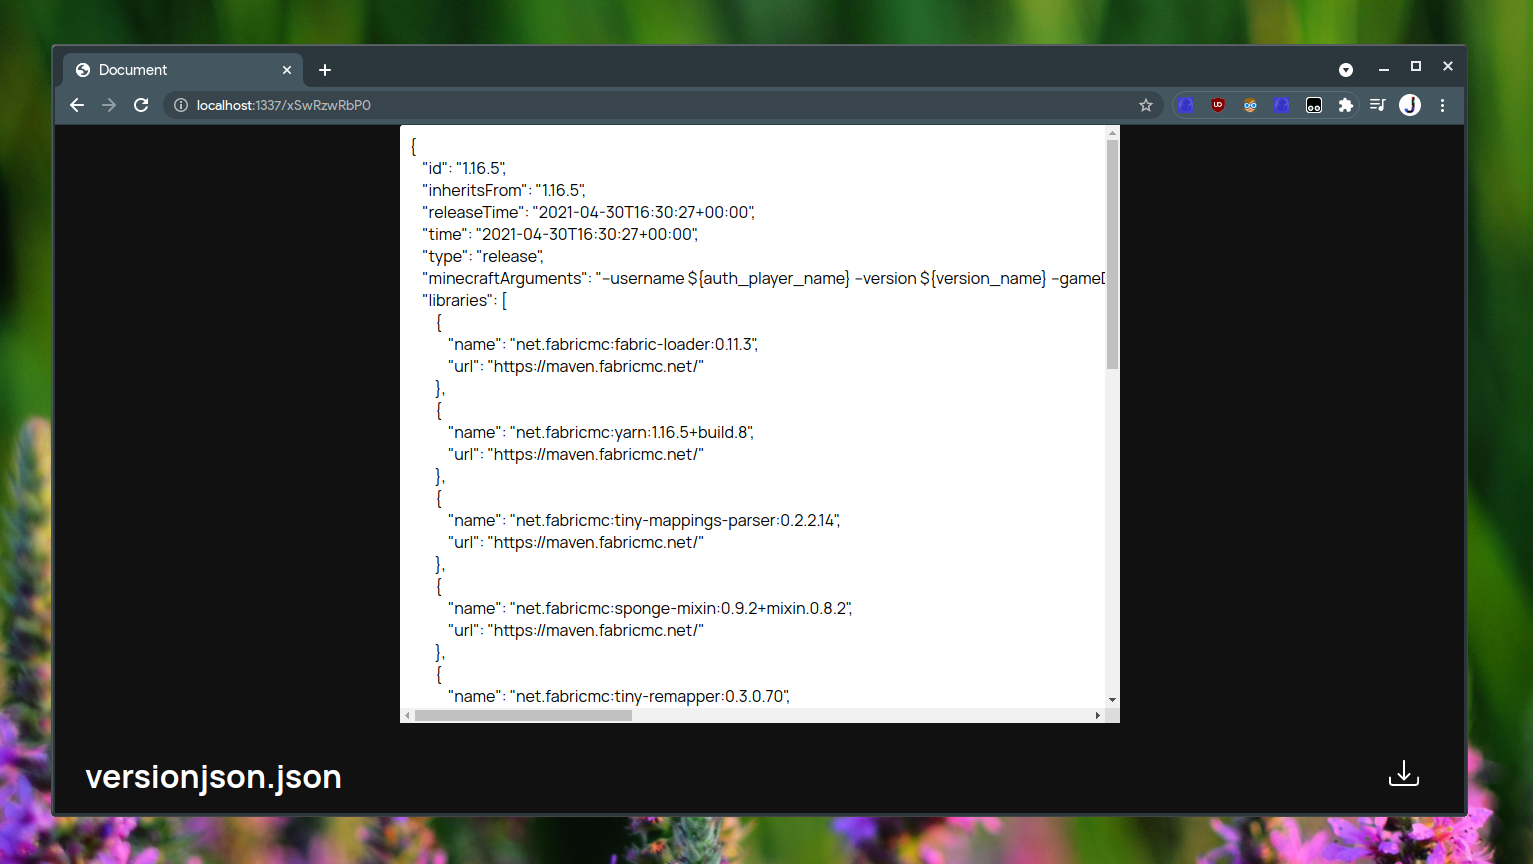 Document
localhost:1337/xSwRzwRbP0
{
"id": "1.16.5",
"inheritsFrom": "1.16.5",
"releaseTime": "2021-04-30T16:30:27+00:00",
"time": "2021-04-30T16:30:27+00:00",
"type": "release",
"minecraftArguments": "--username ${auth_player_name} --version ${version_name} --gameD
"libraries": [
{
"name": "net.fabricmc:fabric-loader:0.11.3",
"url": "https://maven.fabricmc.net/"
},
{
"name": "net.fabricmc:yarn:1.16.5+build.8",
"url": "https://maven.fabricmc.net/"
},
{
"name": "net.fabricmc:tiny-mappings-parser:0.2.2.14",
"url": "https://maven.fabricmc.net/"
},
{
"name": "net.fabricmc:sponge-mixin:0.9.2+mixin.0.8.2",
"url": "https://maven.fabricmc.net/"
},
{
"name": "net.fabricmc:tiny-remapper:0.3.0.70",
versionjson.json